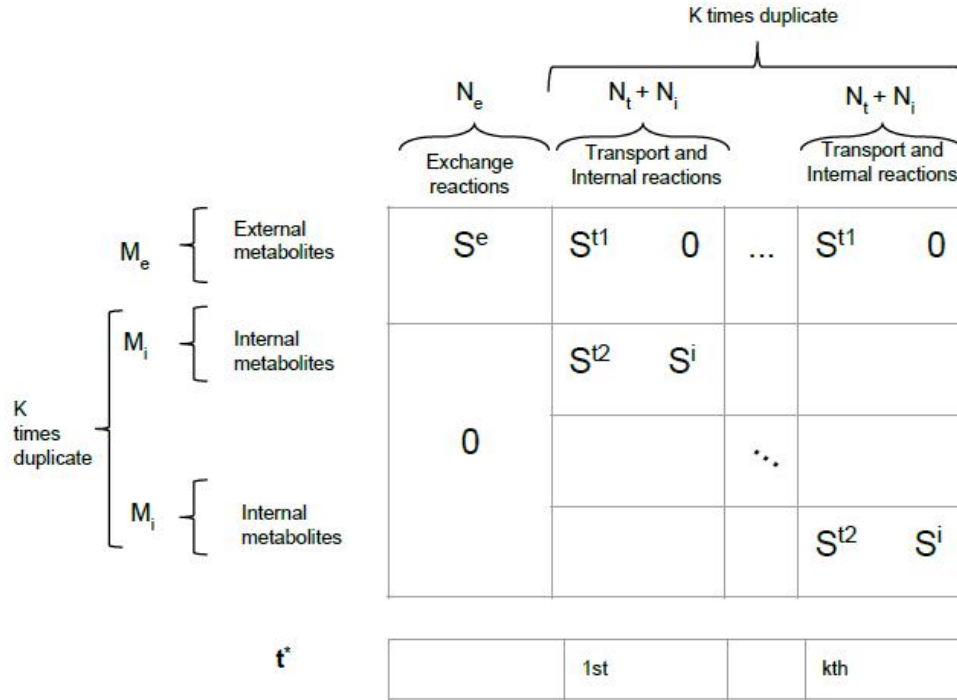 K times duplicate
Nₑ
Nₜ + Nᵢ
Nₜ + Nᵢ
Exchange
reactions
Transport and
Internal reactions
Transport and
Internal reactions
Mₑ
External
metabolites
Sᵉ
Sᵗ¹ 0
...
Sᵗ¹ 0
Mᵢ
Internal
metabolites
Sᵗ² Sⁱ
K
times
duplicate
0
⋱
Mᵢ
Internal
metabolites
Sᵗ² Sⁱ
t*
1st
kth